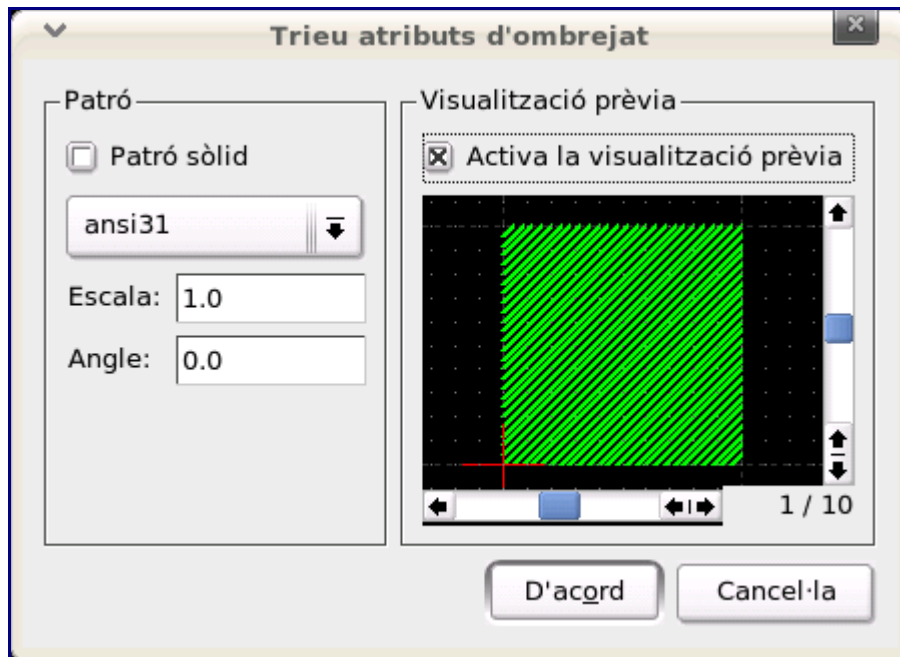 Trieu atributs d'ombrejat
Patró
Patró sòlid
ansi31
Escala: 1.0
Angle: 0.0
Visualització prèvia
Activa la visualització prèvia
1 / 10
D'acord
Cancel·la